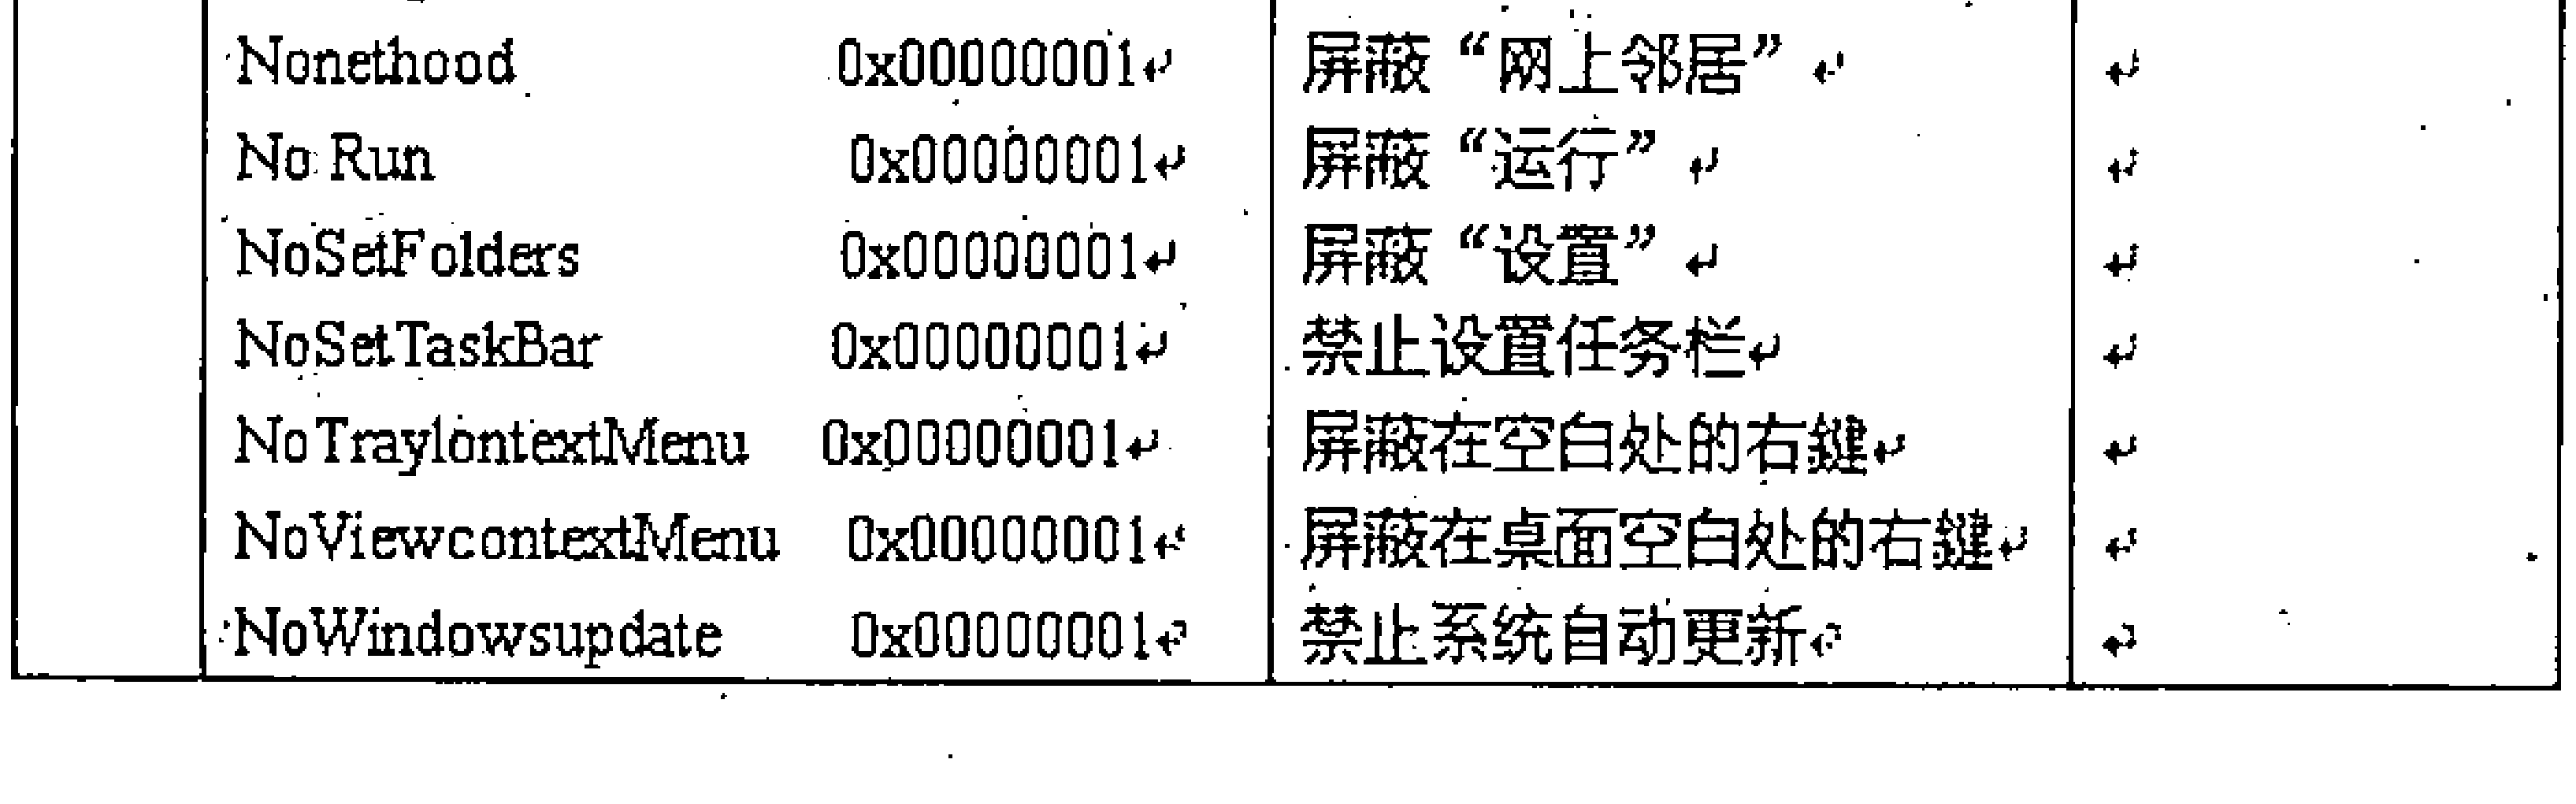 Nonethood 0x00000001↵ 屏蔽“网上邻居”↵ ↵
No Run 0x00000001↵ 屏蔽“运行”↵ ↵
NoSetFolders 0x00000001↵ 屏蔽“设置”↵ ↵
NoSetTaskBar 0x00000001↵ 禁止设置任务栏↵ ↵
NoTraylontextMenu 0x00000001↵ 屏蔽在空白处的右鍵↵ ↵
NoViewcontextMenu 0x00000001↵ 屏蔽在桌面空白处的右鍵↵ ↵
NoWindowsupdate 0x00000001↵ 禁止系统自动更新↵ ↵